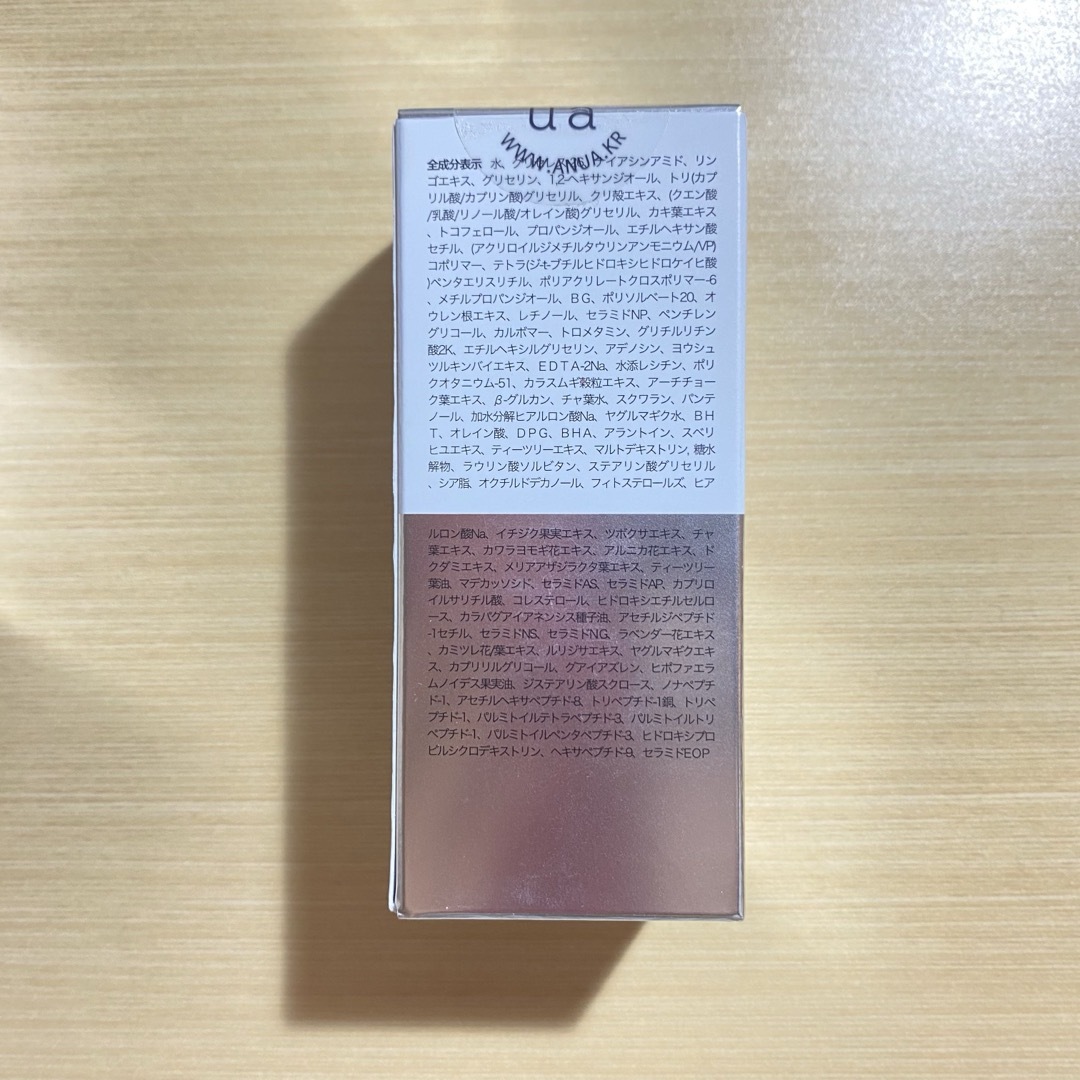 ua
WWW.ANUA.KR
全成分表示 水、ナイアシンアミド、リン
ゴエキス、グリセリン、1,2-ヘキサンジオール、トリ(カプ
リル酸/カプリン酸)グリセリル、クリ殻エキス、(クエン酸
/乳酸/リノール酸/オレイン酸)グリセリル、カキ葉エキス
、トコフェロール、プロパンジオール、エチルヘキサン酸
セチル、(アクリロイルジメチルタウリンアンモニウム/VP)
コポリマー、テトラ(ジ-t-ブチルヒドロキシヒドロケイヒ酸
)ペンタエリスリチル、ポリアクリレートクロスポリマー-6
、メチルプロパンジオール、BG、ポリソルベート20、オ
ウレン根エキス、レチノール、セラミドNP、ペンチレン
グリコール、カルボマー、トロメタミン、グリチルリチン
酸2K、エチルヘキシルグリセリン、アデノシン、ヨウシュ
ツルキンバイエキス、EDTA-2Na、水添レシチン、ポリ
クオタニウム-51、カラスムギ穀粒エキス、アーチチョー
ク葉エキス、β-グルカン、チャ葉水、スクワラン、パンテ
ノール、加水分解ヒアルロン酸Na、ヤグルマギク水、BH
T、オレイン酸、DPG、BHA、アラントイン、スベリ
ヒユエキス、ティーツリーエキス、マルトデキストリン, 糖水
解物、ラウリン酸ソルビタン、ステアリン酸グリセリル
、シア脂、オクチルドデカノール、フィトステロールズ、ヒア
ルロン酸Na、イチジク果実エキス、ツボクサエキス、チャ
葉エキス、カワラヨモギ花エキス、アルニカ花エキス、ド
クダミエキス、メリアアザジラクタ葉エキス、ティーツリー
葉油、マデカッソシド、セラミドAS、セラミドAP、カプリロ
イルサリチル酸、コレステロール、ヒドロキシエチルセルロ
ース、カラパグアイアネンシス種子油、アセチルジペプチド
-1セチル、セラミドNS、セラミドNG、ラベンダー花エキス
、カミツレ花/葉エキス、ルリジサエキス、ヤグルマギクエキ
ス、カプリリルグリコール、グアイアズレン、ヒポファエラ
ムノイデス果実油、ジステアリン酸スクロース、ノナペプチ
ド-1、アセチルヘキサペプチド-8、トリペプチド-1銅、トリペ
プチド-1、パルミトイルテトラペプチド-3、パルミトイルトリ
ペプチド-1、パルミトイルペンタペプチド-3、ヒドロキシプロ
ピルシクロデキストリン、ヘキサペプチド-9、セラミドEOP